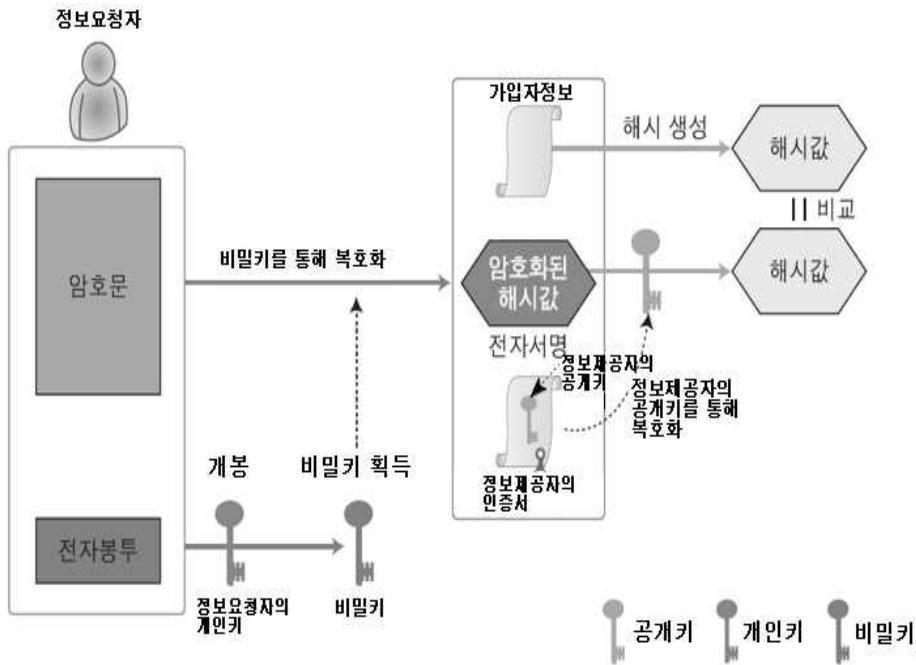 정보요청자
가입자정보
해시 생성
해시값
비교
암호문
비밀키를 통해 복호화
암호화된
해시값
해시값
전자서명
정보제공자의
공개키
정보제공자의
공개키를 통해
복호화
정보제공자의
인증서
개봉
비밀키 획득
전자봉투
정보요청자의
개인키
비밀키
공개키
개인키
비밀키